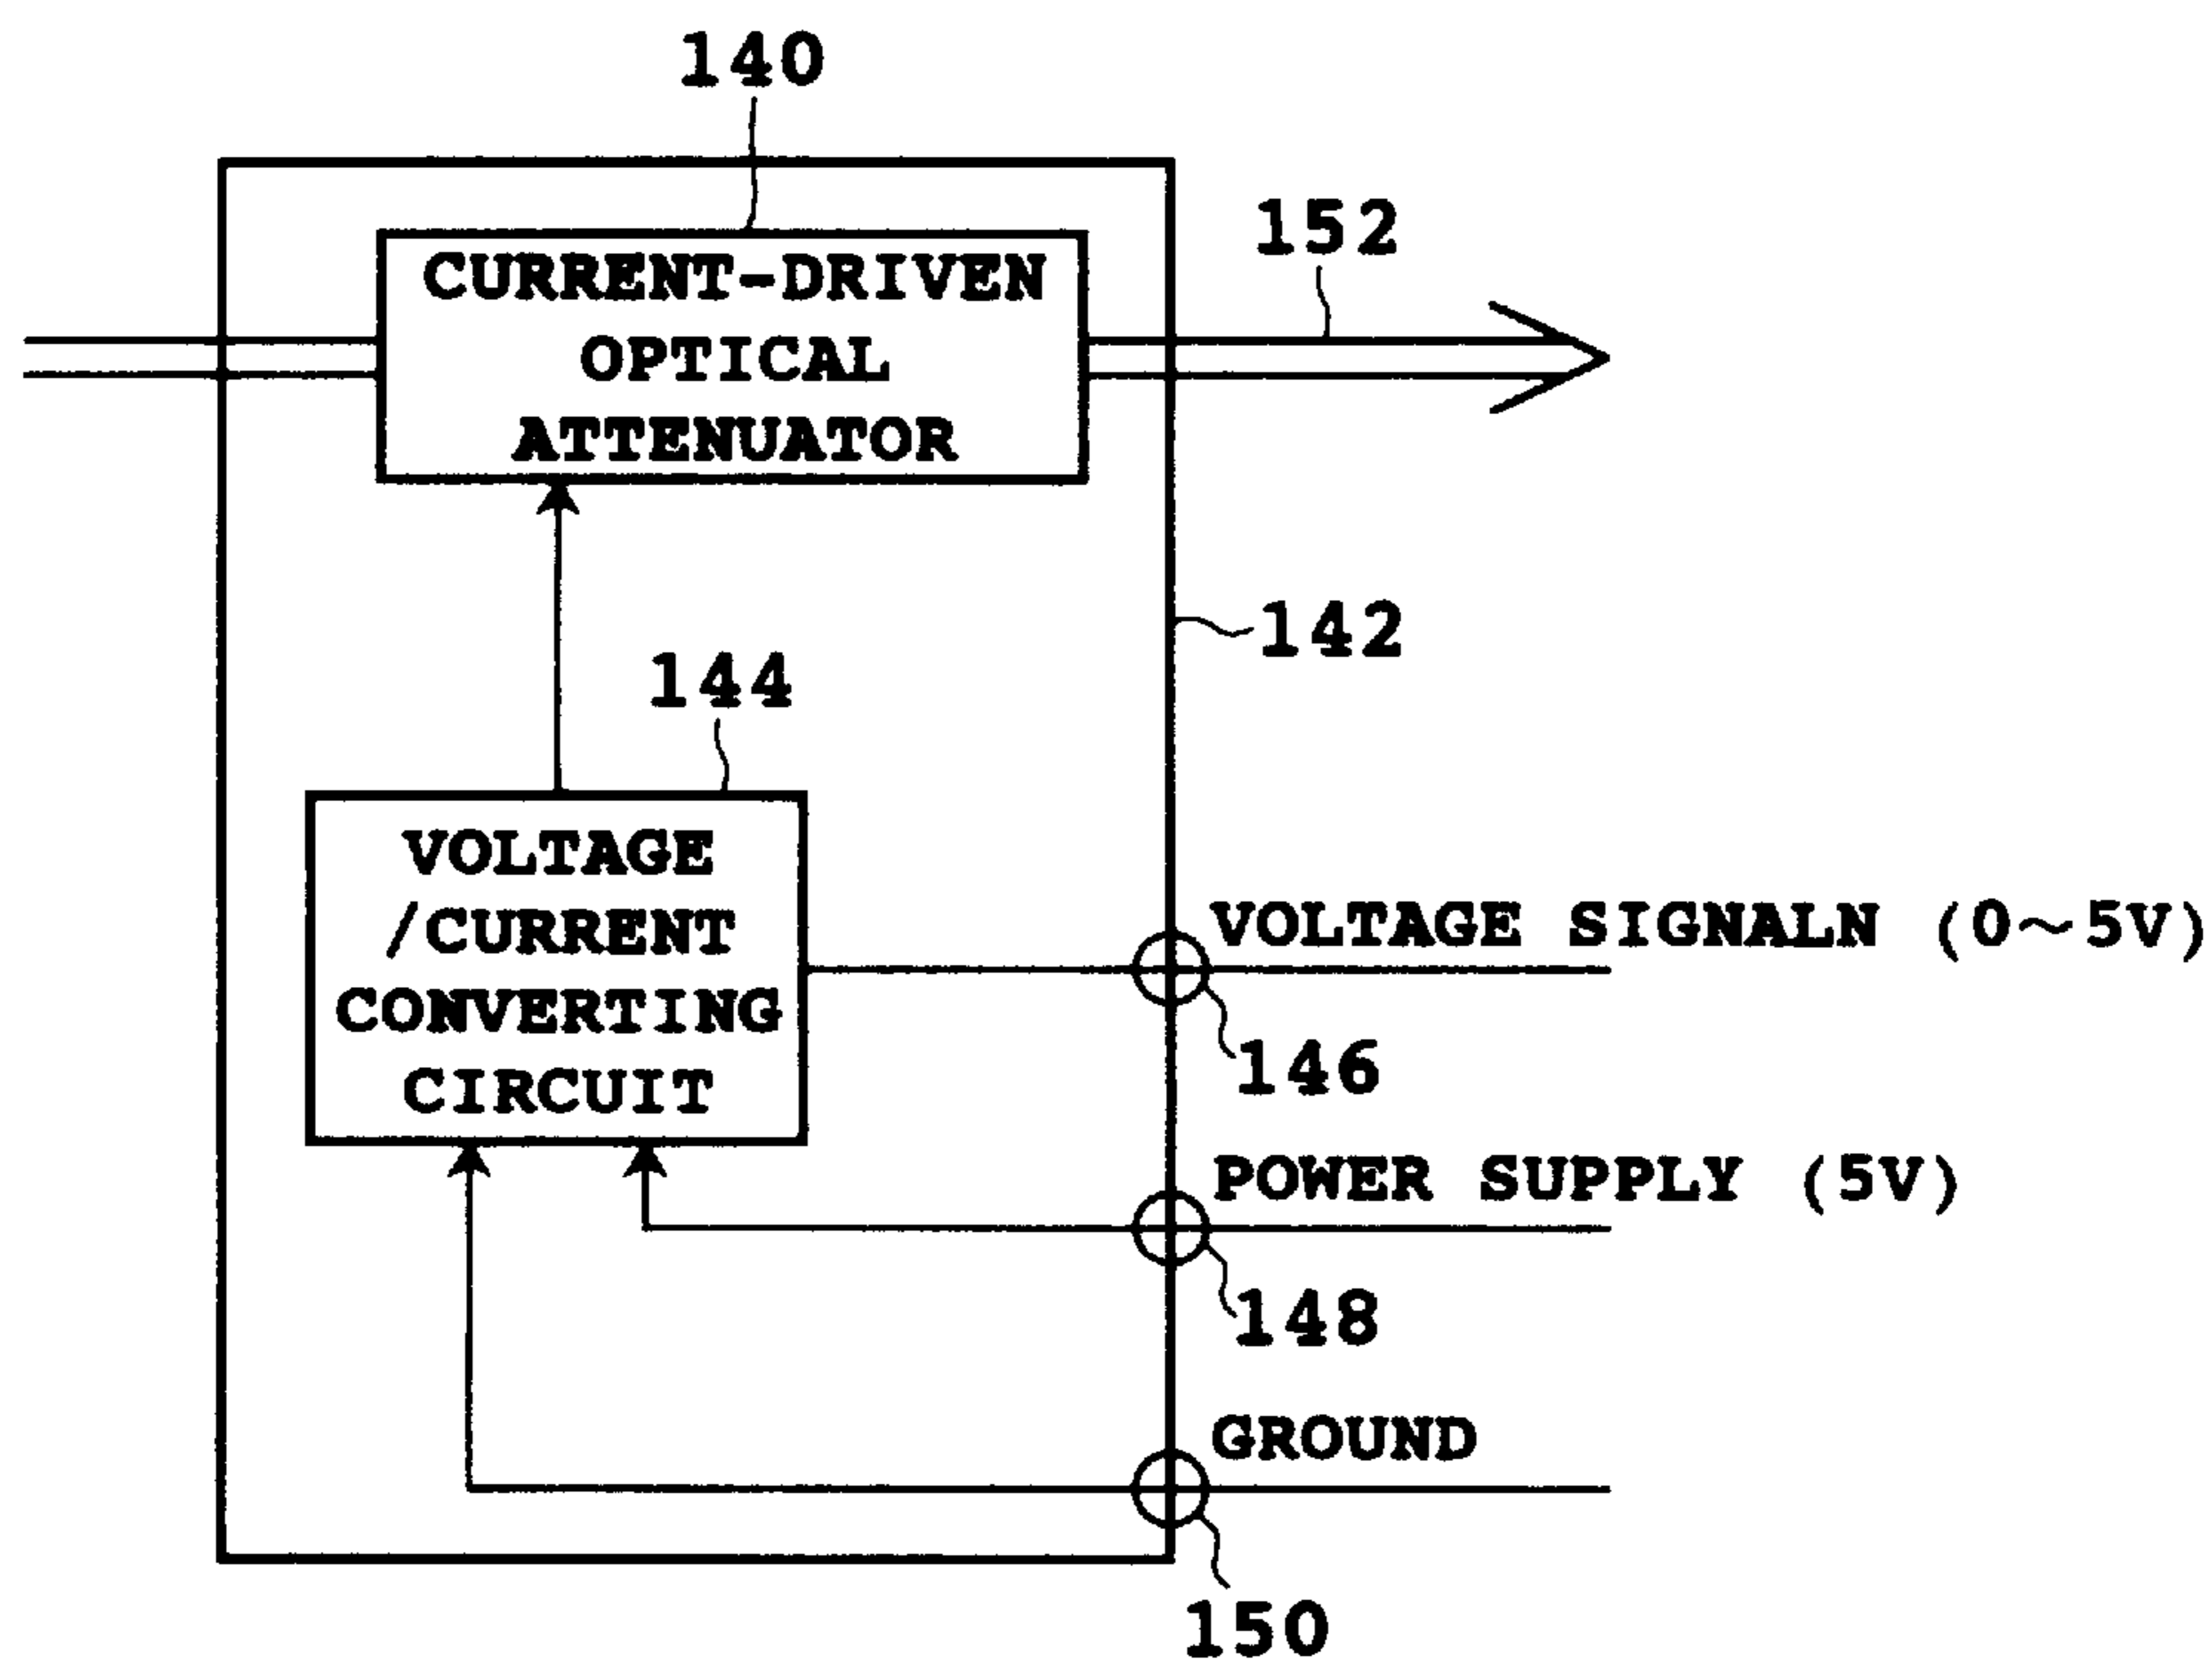 140
152
CURRENT-DRIVEN
OPTICAL
ATTENUATOR
142
144
VOLTAGE
/CURRENT
CONVERTING
CIRCUIT
VOLTAGE SIGNALN (0~5V)
146
POWER SUPPLY (5V)
148
GROUND
150